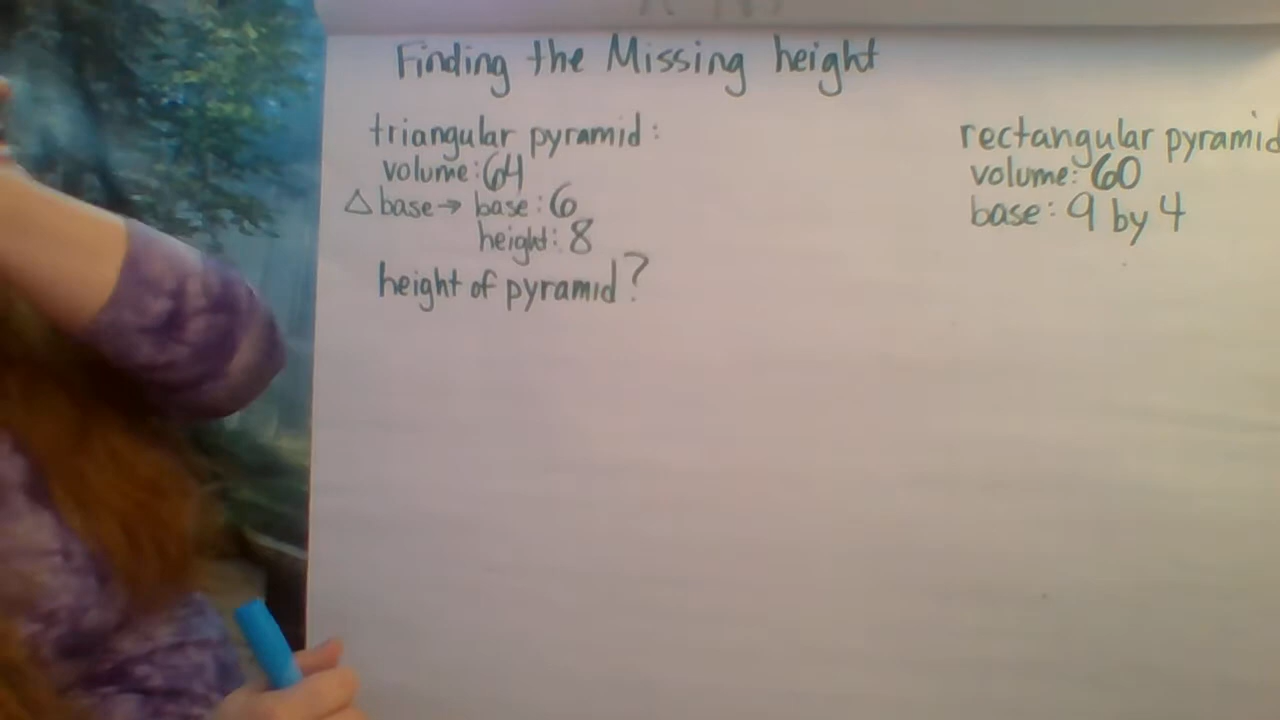 Finding the Missing height
triangular pyramid:
volume: 64
△ base → base: 6
height: 8
height of pyramid?
rectangular pyramid
volume: 60
base: 9 by 4